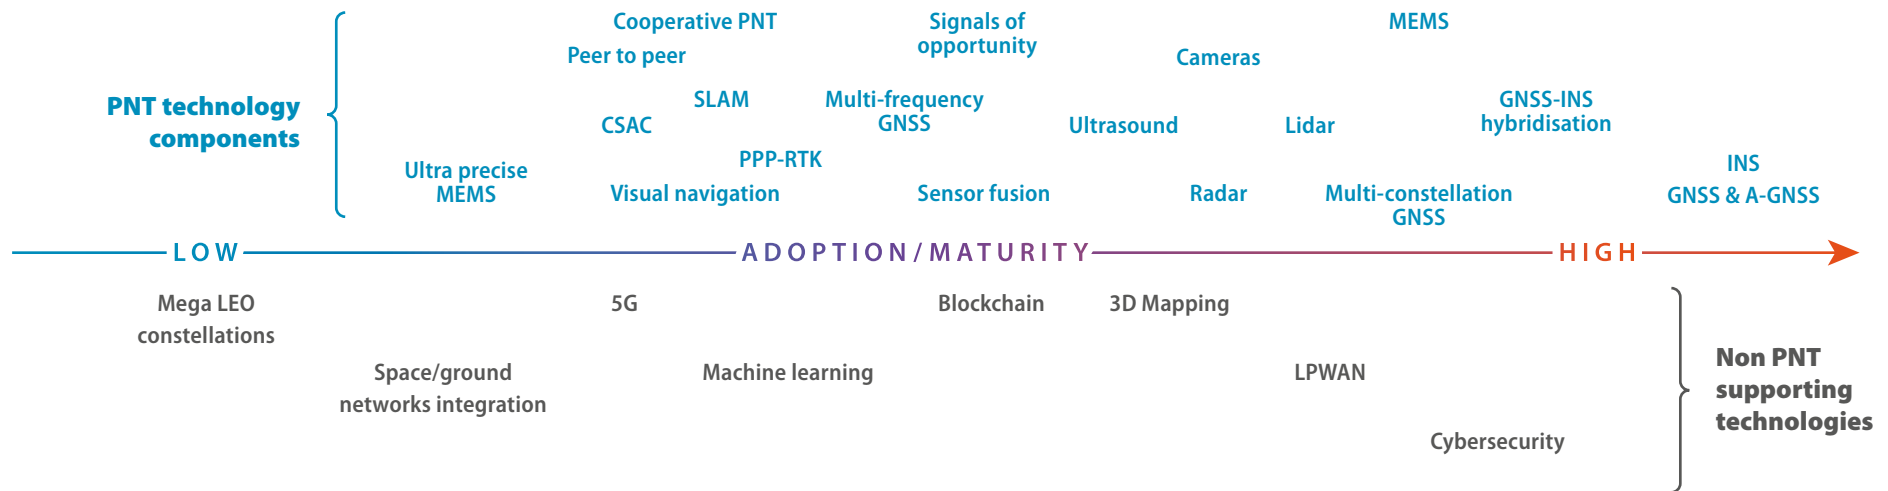 Cooperative PNT
Signals of
opportunity
MEMS
Peer to peer
Cameras
PNT technology
components
SLAM
Multi-frequency
GNSS
GNSS-INS
hybridisation
CSAC
Ultrasound
Lidar
PPP-RTK
INS
Ultra precise
MEMS
Visual navigation
Sensor fusion
Radar
Multi-constellation
GNSS
GNSS & A-GNSS
LOW
ADOPTION/MATURITY
HIGH
Mega LEO
constellations
5G
Blockchain
3D Mapping
Space/ground
networks integration
Machine learning
LPWAN
Non PNT
supporting
technologies
Cybersecurity